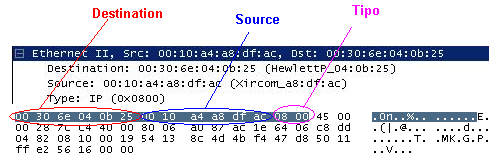 Destination Source Tipo
Ethernet II, Src: 00:10:a4:a8:df:ac, Dst: 00:30:6e:04:0b:25
Destination: 00:30:6e:04:0b:25 (HewlettP_04:0b:25)
Source: 00:10:a4:a8:df:ac (Xircom_a8:df:ac)
Type: IP (0x0800)
00 30 6e 04 0b 25 00 10 a4 a8 df ac 08 00 45 00 .0n..%.. ......E.
00 28 7c c4 40 00 80 06 a0 87 ac 1e 64 06 c8 dd .(|.@... ....d...
04 82 08 10 00 19 54 13 8c 4d 4b f4 47 d8 50 11 ......T. .MK.G.P.
ff e2 56 16 00 00 ..V...